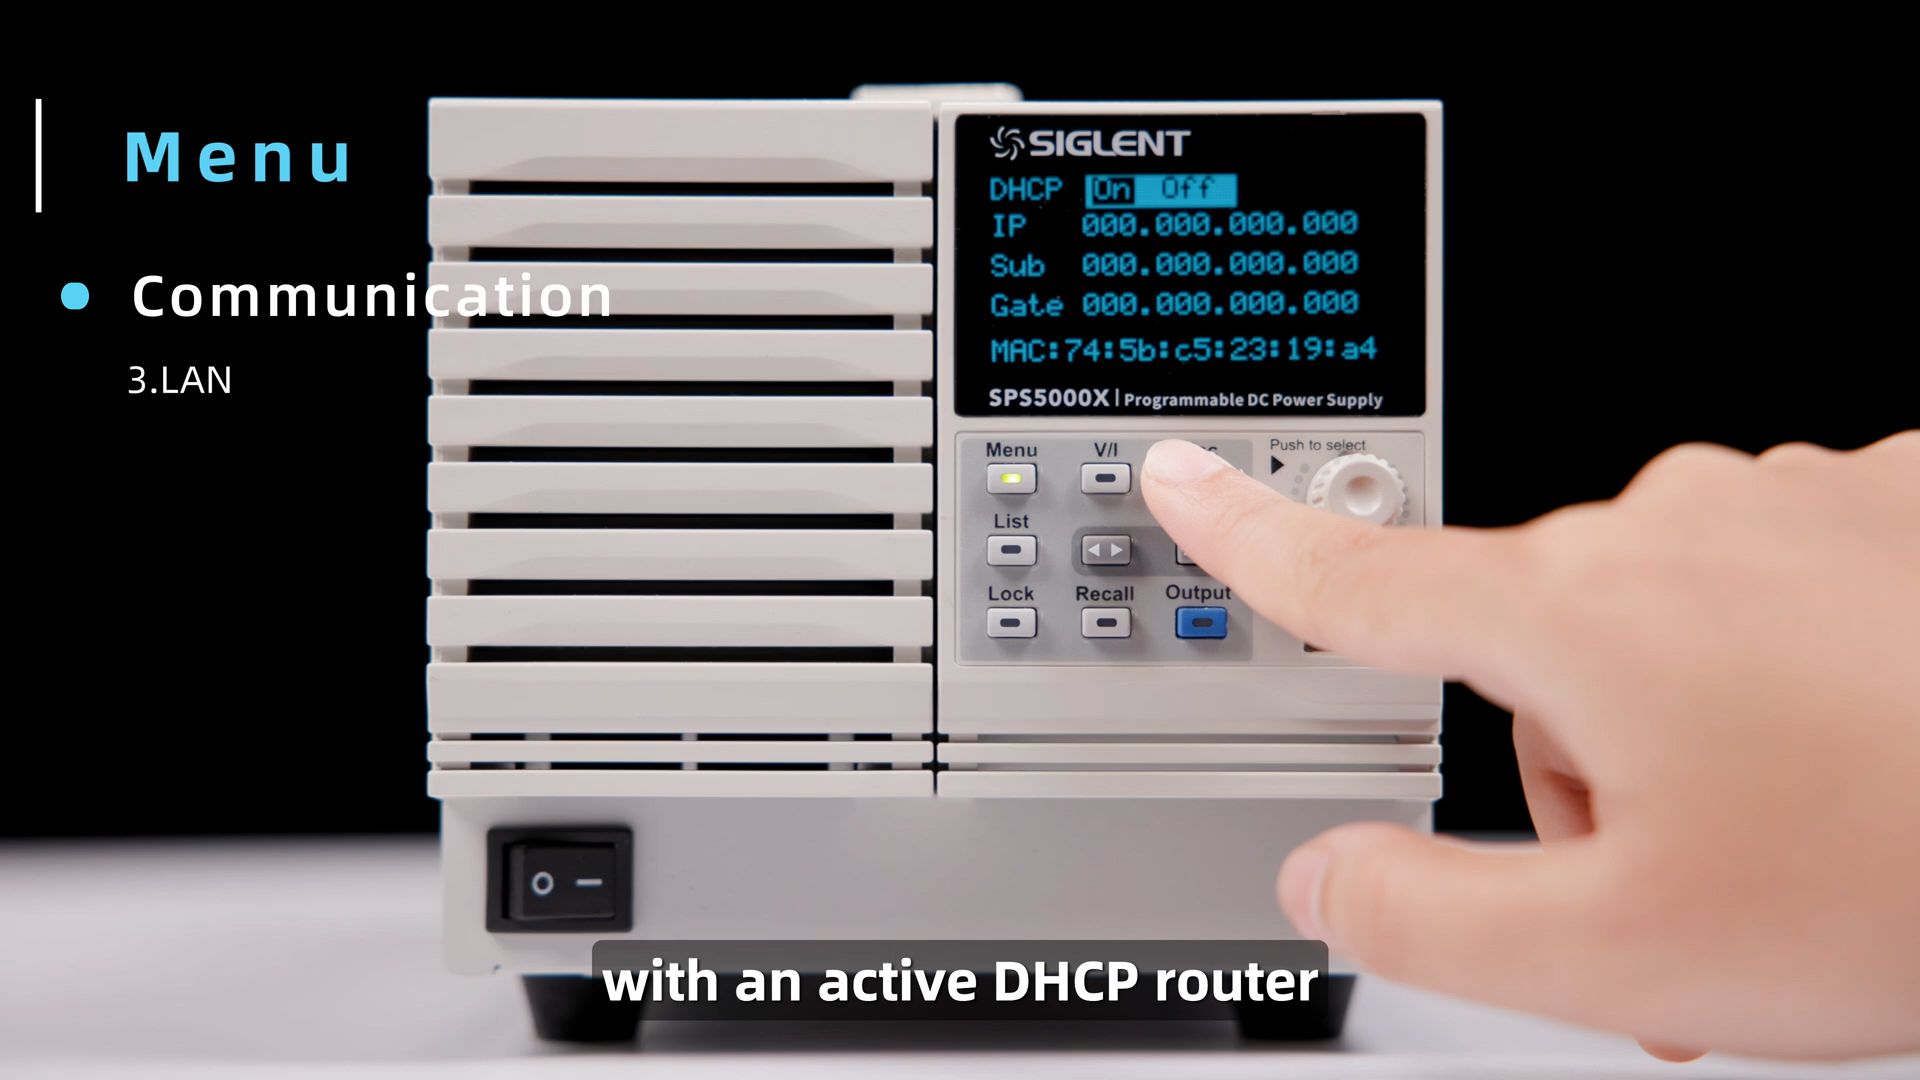 Menu
Communication
3.LAN
SIGLENT
DHCP On Off
IP 000.000.000.000
Sub 000.000.000.000
Gate 000.000.000.000
MAC:74:5b:c5:23:19:a4
SPS5000X | Programmable DC Power Supply
Menu V/I
Push to select
List
Lock Recall Output
with an active DHCP router